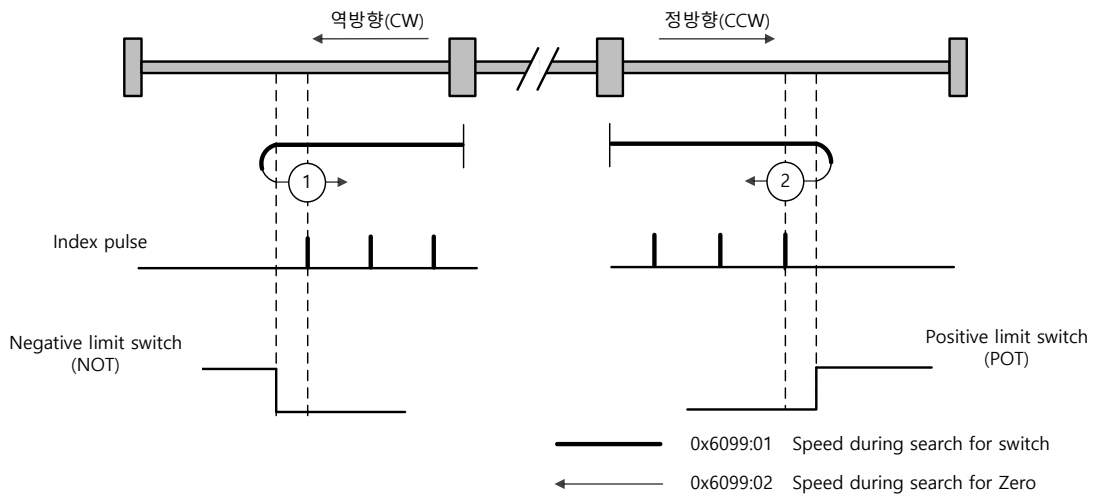 역방향(CW)
정방향(CCW)
1
2
Index pulse
Negative limit switch
(NOT)
Positive limit switch
(POT)
0x6099:01 Speed during search for switch
0x6099:02 Speed during search for Zero